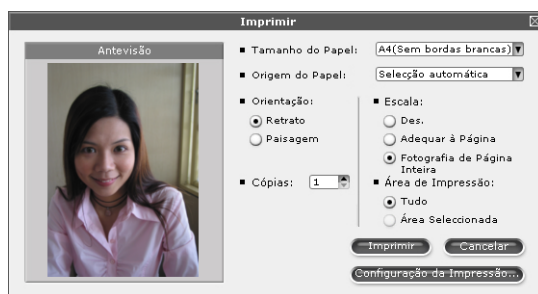 Imprimir
Antevisão
Tamanho do Papel:
A4(Sem bordas brancas)
Origem do Papel:
Selecção automática
Orientação:
Retrato
Paisagem
Cópias:
1
Escala:
Des.
Adequar à Página
Fotografia de Página
Inteira
Área de Impressão:
Tudo
Área Seleccionada
Imprimir
Cancelar
Configuração da Impressão...